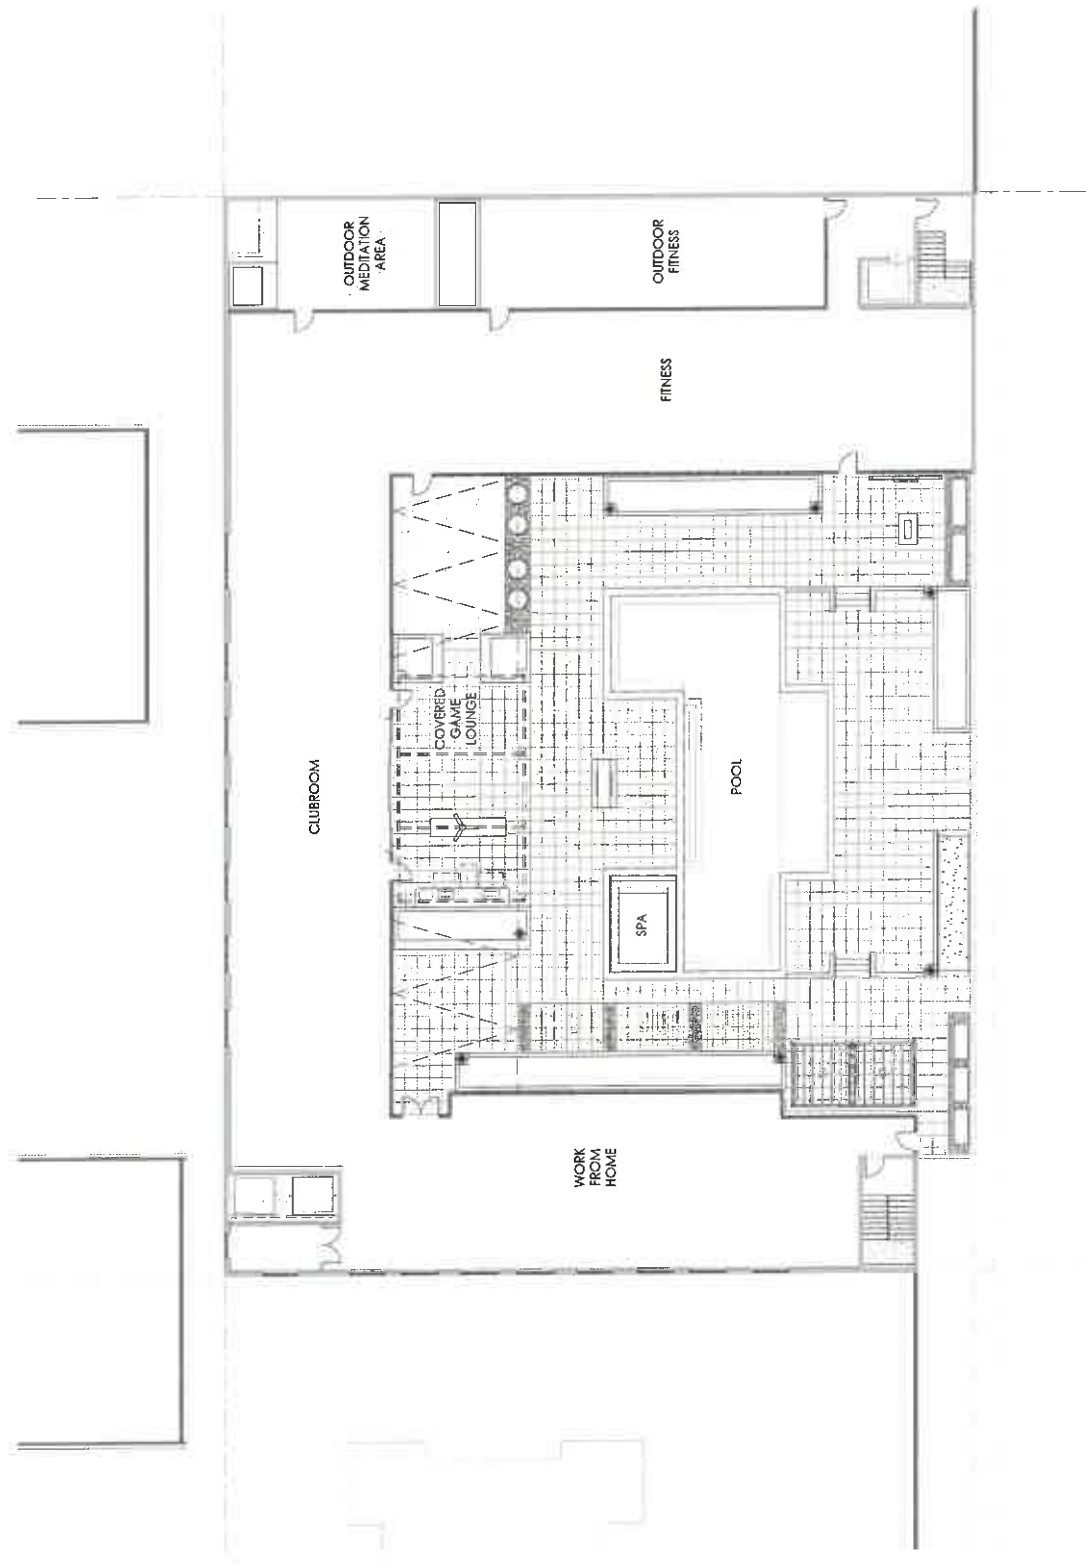 OUTDOOR
MEDITATION
AREA
OUTDOOR
FITNESS
FITNESS
COVERED
GAME
LOUNGE
CLUBROOM
POOL
SPA
WORK
FROM
HOME